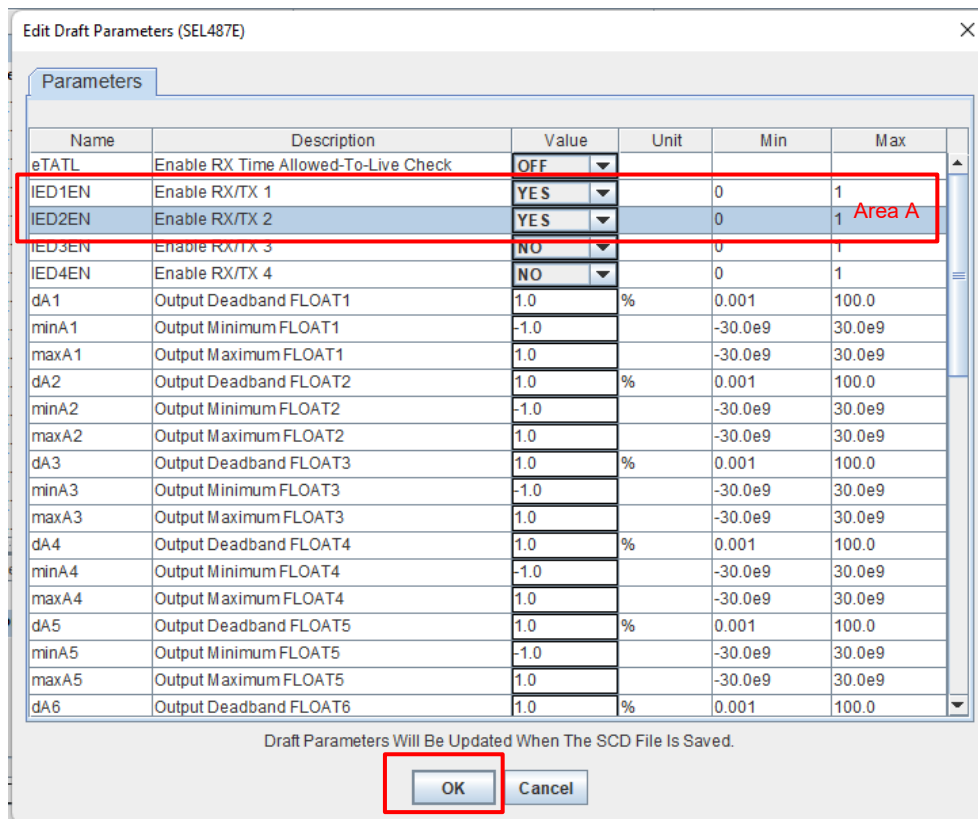 Edit Draft Parameters (SEL487E)
Parameters
Name Description Value Unit Min Max
eTATL Enable RX Time Allowed-To-Live Check OFF
IED1EN Enable RX/TX 1 YES 0 1
IED2EN Enable RX/TX 2 YES 0 1 Area A
IED3EN Enable RX/TX 3 NO 0 1
IED4EN Enable RX/TX 4 NO 0 1
dA1 Output Deadband FLOAT1 1.0 % 0.001 100.0
minA1 Output Minimum FLOAT1 -1.0 -30.0e9 30.0e9
maxA1 Output Maximum FLOAT1 1.0 -30.0e9 30.0e9
dA2 Output Deadband FLOAT2 1.0 % 0.001 100.0
minA2 Output Minimum FLOAT2 -1.0 -30.0e9 30.0e9
maxA2 Output Maximum FLOAT2 1.0 -30.0e9 30.0e9
dA3 Output Deadband FLOAT3 1.0 % 0.001 100.0
minA3 Output Minimum FLOAT3 -1.0 -30.0e9 30.0e9
maxA3 Output Maximum FLOAT3 1.0 -30.0e9 30.0e9
dA4 Output Deadband FLOAT4 1.0 % 0.001 100.0
minA4 Output Minimum FLOAT4 -1.0 -30.0e9 30.0e9
maxA4 Output Maximum FLOAT4 1.0 -30.0e9 30.0e9
dA5 Output Deadband FLOAT5 1.0 % 0.001 100.0
minA5 Output Minimum FLOAT5 -1.0 -30.0e9 30.0e9
maxA5 Output Maximum FLOAT5 1.0 -30.0e9 30.0e9
dA6 Output Deadband FLOAT6 1.0 % 0.001 100.0
Draft Parameters Will Be Updated When The SCD File Is Saved.
OK Cancel